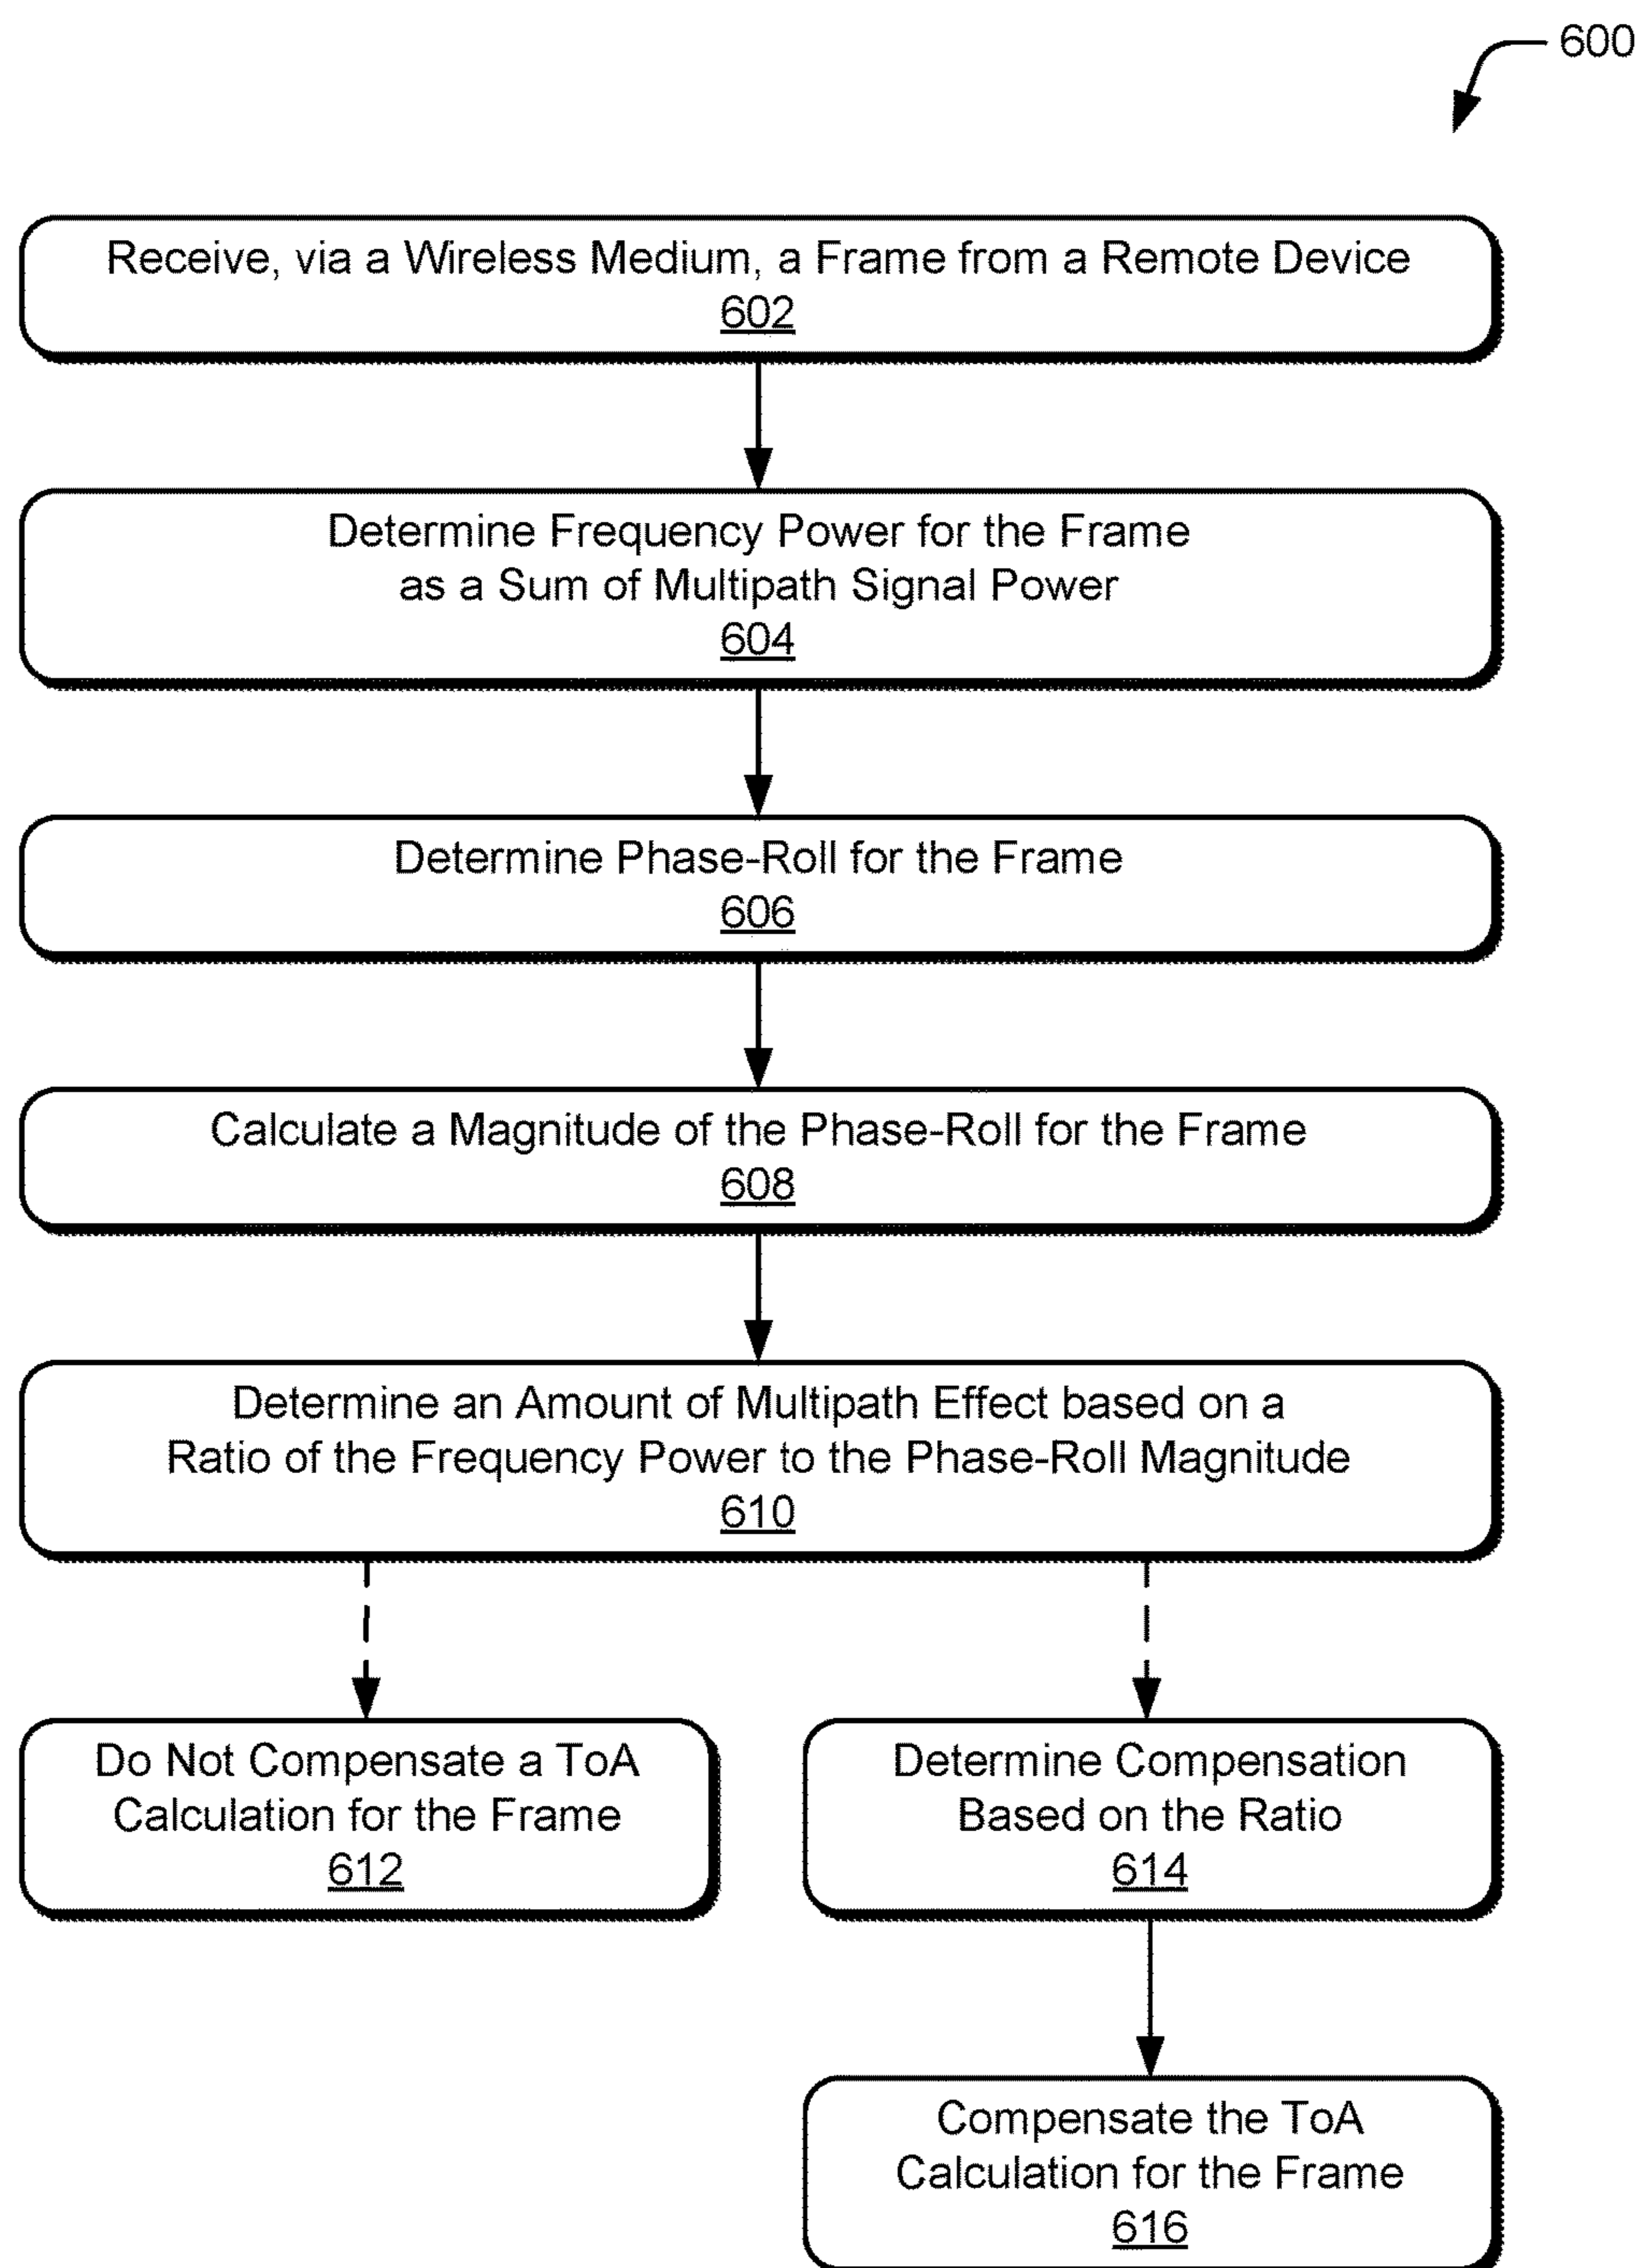 600
Receive, via a Wireless Medium, a Frame from a Remote Device
602
Determine Frequency Power for the Frame
as a Sum of Multipath Signal Power
604
Determine Phase-Roll for the Frame
606
Calculate a Magnitude of the Phase-Roll for the Frame
608
Determine an Amount of Multipath Effect based on a
Ratio of the Frequency Power to the Phase-Roll Magnitude
610
Do Not Compensate a ToA
Calculation for the Frame
612
Determine Compensation
Based on the Ratio
614
Compensate the ToA
Calculation for the Frame
616